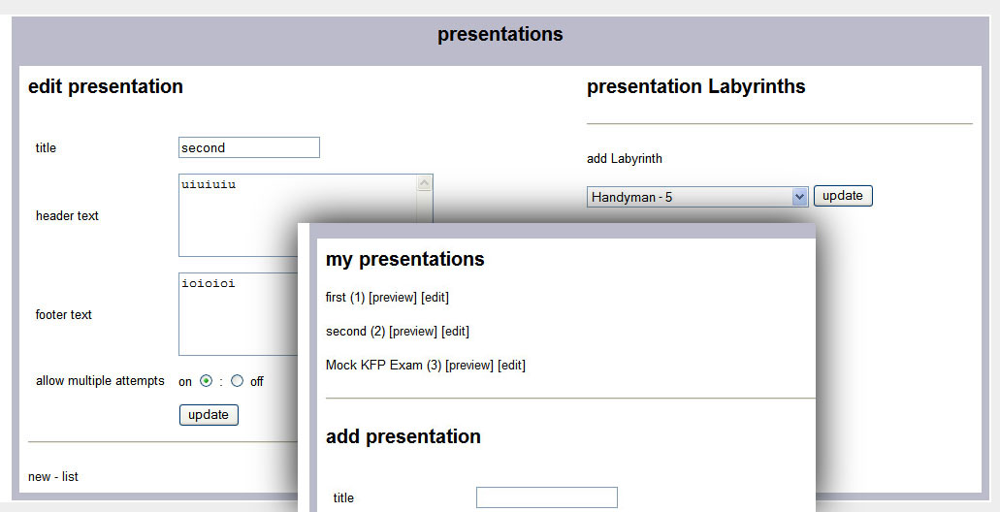 presentations
edit presentation
title
second
header text
uiuiuiu
footer text
ioioioi
allow multiple attempts on : off
update
new - list
presentation Labyrinths
add Labyrinth
Handyman - 5
update
my presentations
first (1) [preview] [edit]
second (2) [preview] [edit]
Mock KFP Exam (3) [preview] [edit]
add presentation
title